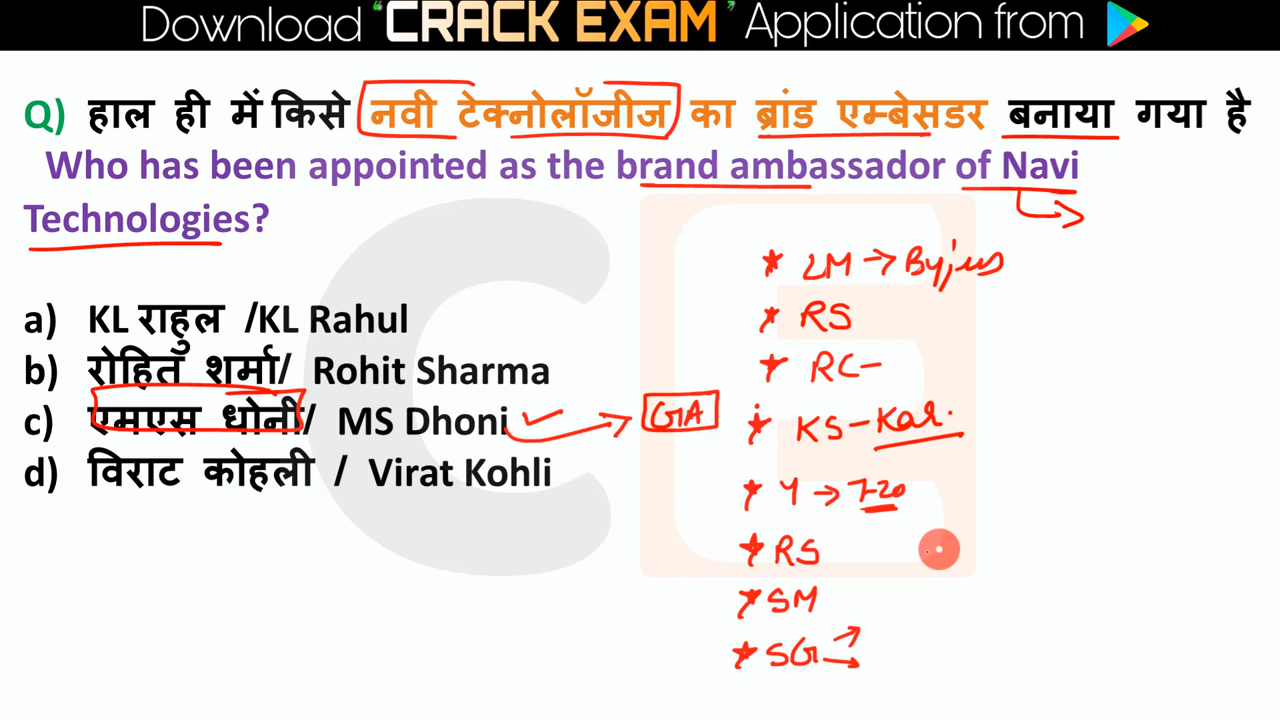 Download "CRACK EXAM" Application from
Q) हाल ही में किसे नवी टेक्नोलॉजीज का ब्रांड एम्बेसडर बनाया गया है
Who has been appointed as the brand ambassador of Navi
Technologies?
a) KL राहुल /KL Rahul
b) रोहित शर्मा/ Rohit Sharma
c) एमएस धोनी/ MS Dhoni
d) विराट कोहली / Virat Kohli
GA
CE
* LM → Byjus
* RS
* RC-
* KS - Kar.
* Y → T-20
* RS
* SM
* SG